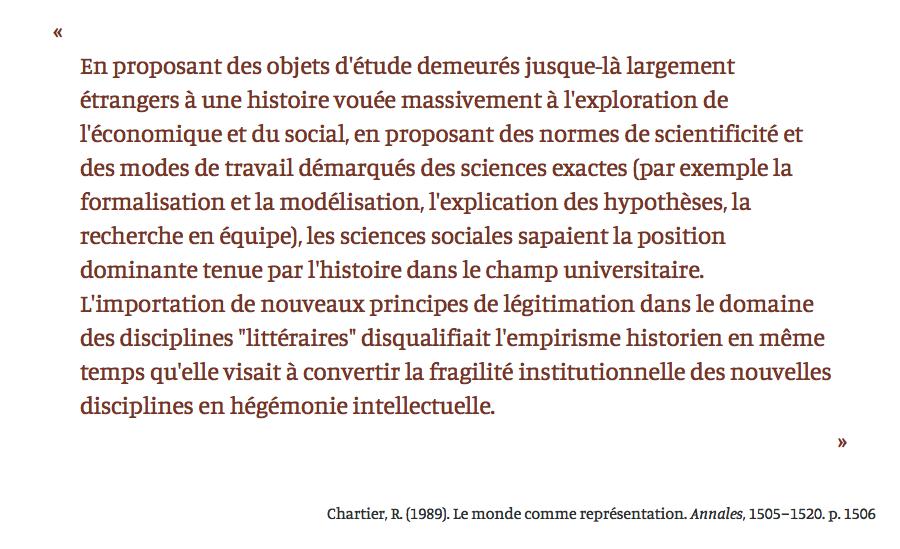 «
En proposant des objets d'étude demeurés jusque-là largement
étrangers à une histoire vouée massivement à l'exploration de
l'économique et du social, en proposant des normes de scientificité et
des modes de travail démarqués des sciences exactes (par exemple la
formalisation et la modélisation, l'explication des hypothèses, la
recherche en équipe), les sciences sociales sapaient la position
dominante tenue par l'histoire dans le champ universitaire.
L'importation de nouveaux principes de légitimation dans le domaine
des disciplines "littéraires" disqualifiait l'empirisme historien en même
temps qu'elle visait à convertir la fragilité institutionnelle des nouvelles
disciplines en hégémonie intellectuelle.
»
Chartier, R. (1989). Le monde comme représentation. Annales, 1505–1520. p. 1506